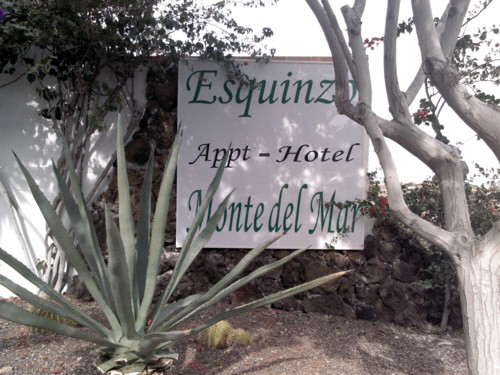 Esquinzo
Appt - Hotel
Monte del Mar